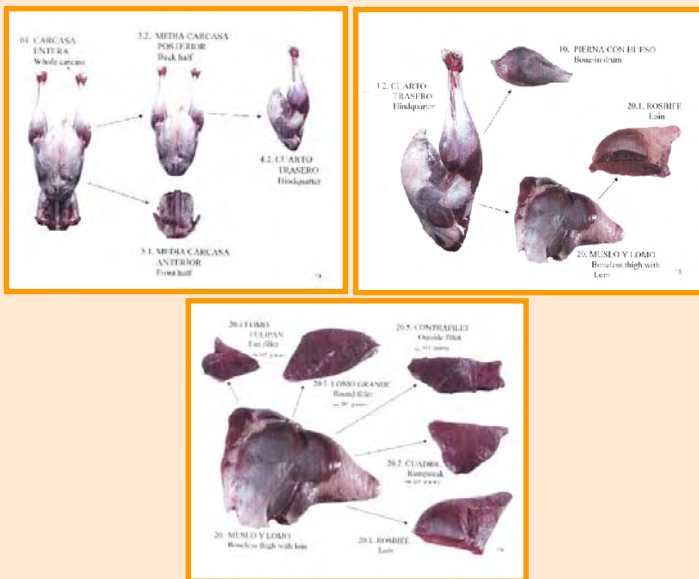 01. CARCASA
ENTERA
Whole carcass
3.2. MEDIA CARCASA
POSTERIOR
Back half
4.2. CUARTO
TRASERO
Hindquarter
3.1. MEDIA CARCASA
ANTERIOR
Front half
4.2. CUARTO
TRASERO
Hindquarter
10. PIERNA CON HUESO
Bone-in drum
20.1. ROSBIFE
Loin
20. MUSLO Y LOMO
Boneless thigh with
Loin
20.4 LOMO
TULIPAN
Fan fillet
20.3. LOMO GRANDE
Round fillet
20.5. CONTRAFILET
Outside fillet
20.2. CUADRIL
Rumpsteak
20. MUSLO Y LOMO
Boneless thigh with loin
20.1. ROSBIFE
Loin